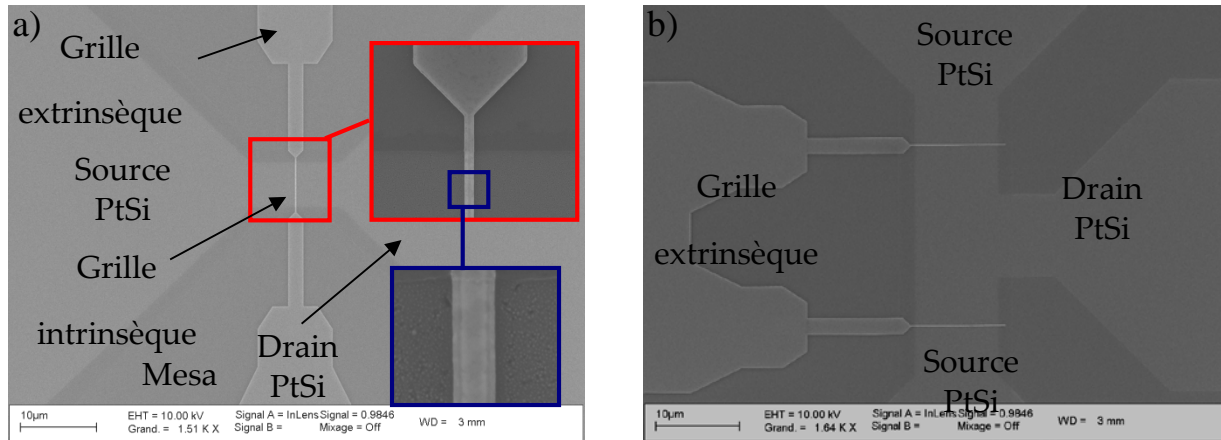 a)
Grille
extrinsèque
Source
PtSi
Grille
intrinsèque
Mesa
Drain
PtSi
10µm
EHT = 10.00 kV
Signal A = InLens
Signal = 0.9846
WD = 3 mm
Grand. = 1.51 K X
Signal B =
Mixage = Off
b)
Source
PtSi
Grille
extrinsèque
Drain
PtSi
Source
PtSi
10µm
EHT = 10.00 kV
Signal A = InLens
Signal = 0.9846
WD = 3 mm
Grand. = 1.64 K X
Signal B =
Mixage = Off